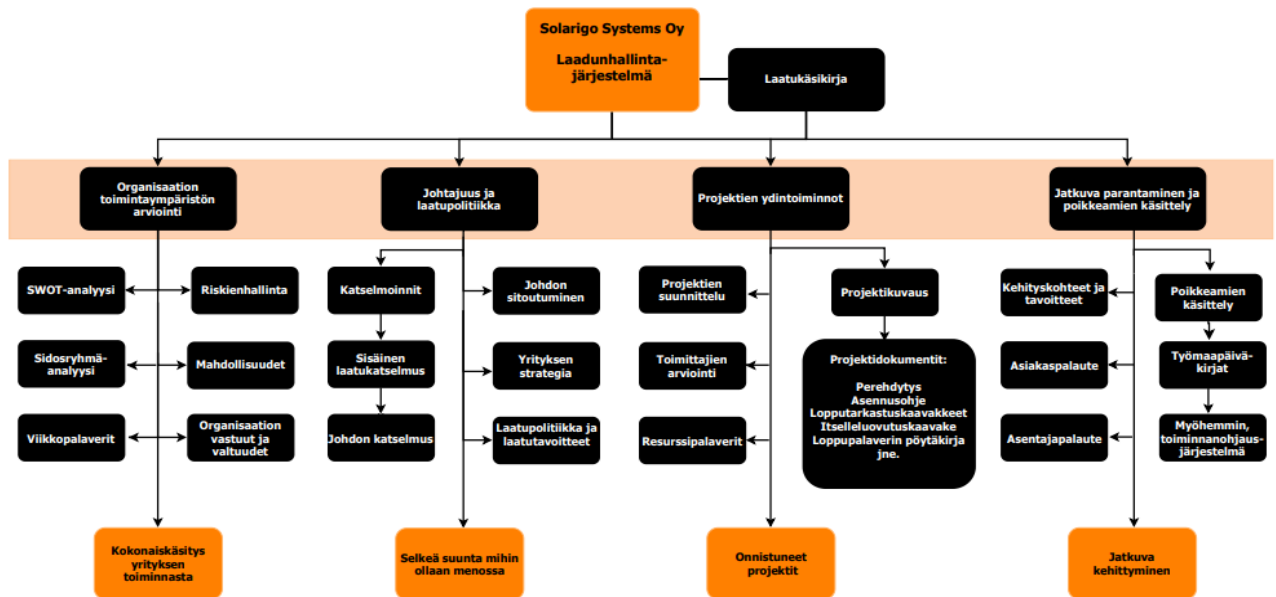 Solarigo Systems Oy
Laadunhallinta-
järjestelmä
Laatukäsikirja
Organisaation
toimintaympäristön
arviointi
Johtajuus ja
laatupolitiikka
Projektien ydintoiminnot
Jatkuva parantaminen ja
poikkeamien käsittely
SWOT-analyysi
Riskienhallinta
Sidosryhmä-
analyysi
Mahdollisuudet
Viikkopalaverit
Organisaation
vastuut ja
valtuudet
Kokonaiskäsitys
yrityksen
toiminnasta
Katselmoinnit
Johdon
sitoutuminen
Sisäinen
laatukatselmus
Yrityksen
strategia
Johdon katselmus
Laatupolitiikka ja
laatutavoitteet
Selkeä suunta mihin
ollaan menossa
Projektien
suunnittelu
Projektikuvaus
Toimittajien
arviointi
Resurssipalaverit
Projektidokumentit:
Perehdytys
Asennusohje
Lopputarkastuskaavakkeet
Itselleluovutuskaavake
Loppupalaverin pöytäkirja
jne.
Onnistuneet
projektit
Kehityskohteet ja
tavoitteet
Poikkeamien
käsittely
Asiakaspalaute
Työmaapäivä-
kirjat
Asentajapalaute
Myöhemmin,
toiminnanohjaus-
järjestelmä
Jatkuva
kehittyminen